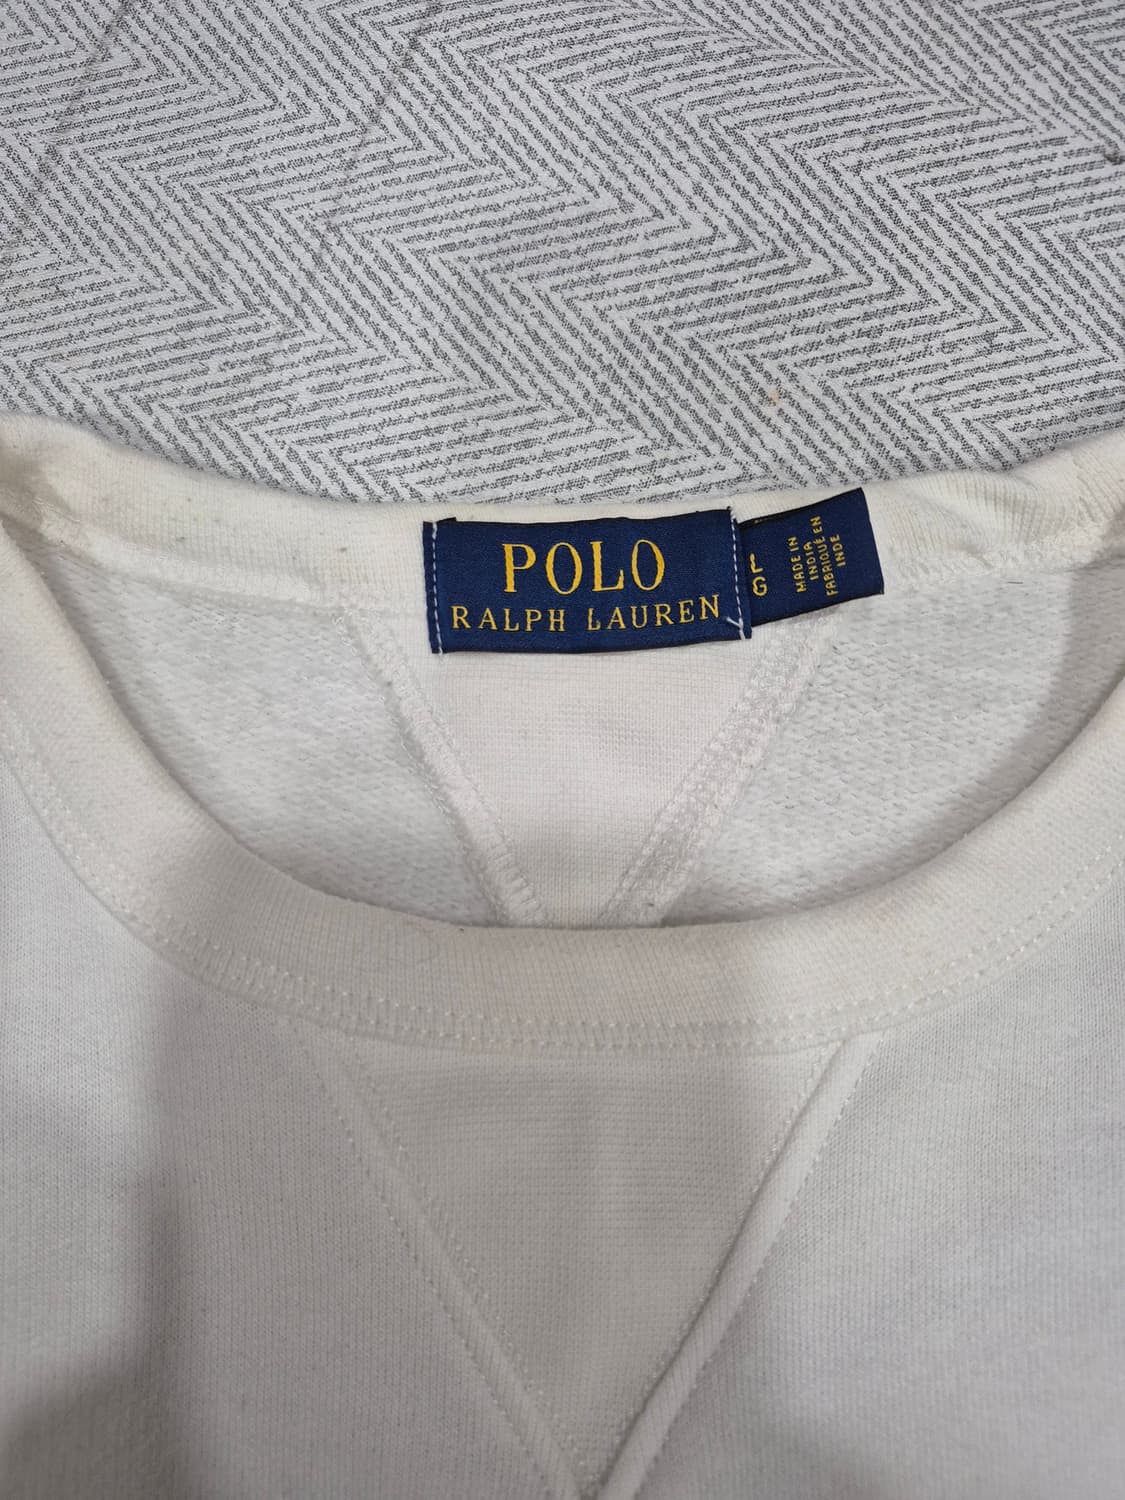 POLO
RALPH LAUREN
L
G
MADE IN
INDIA
FABRIQUÉ EN
INDE